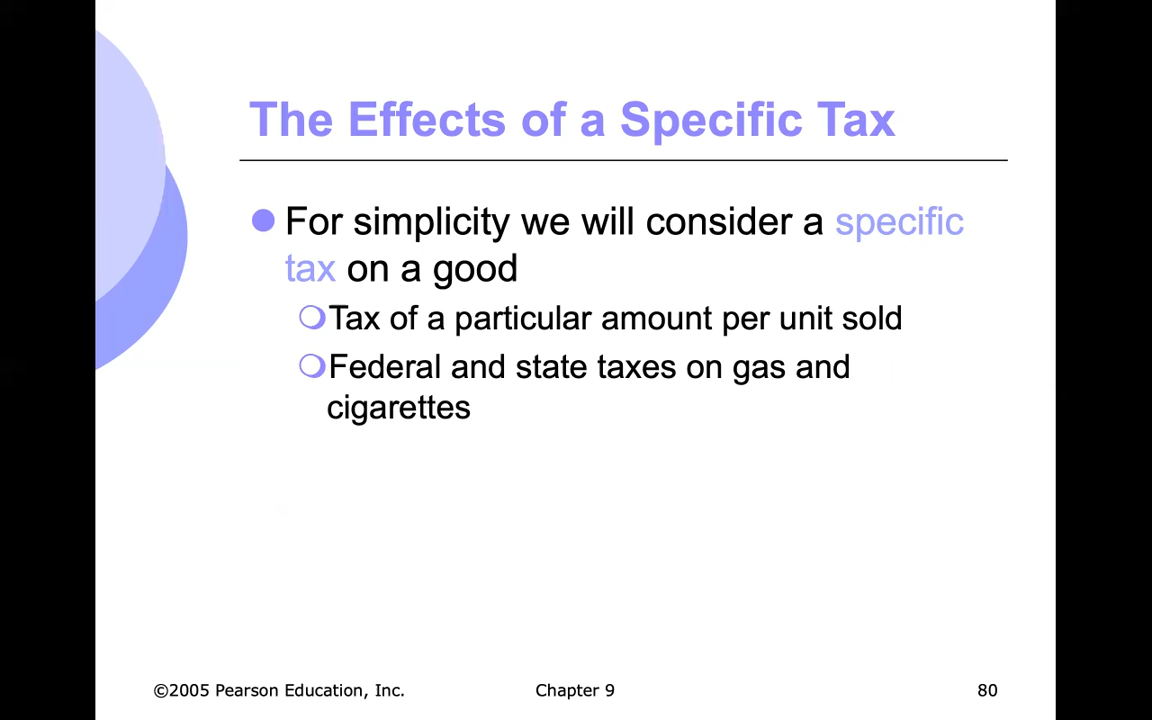 The Effects of a Specific Tax
For simplicity we will consider a specific
tax on a good
Tax of a particular amount per unit sold
Federal and state taxes on gas and
cigarettes
©2005 Pearson Education, Inc.
Chapter 9
80